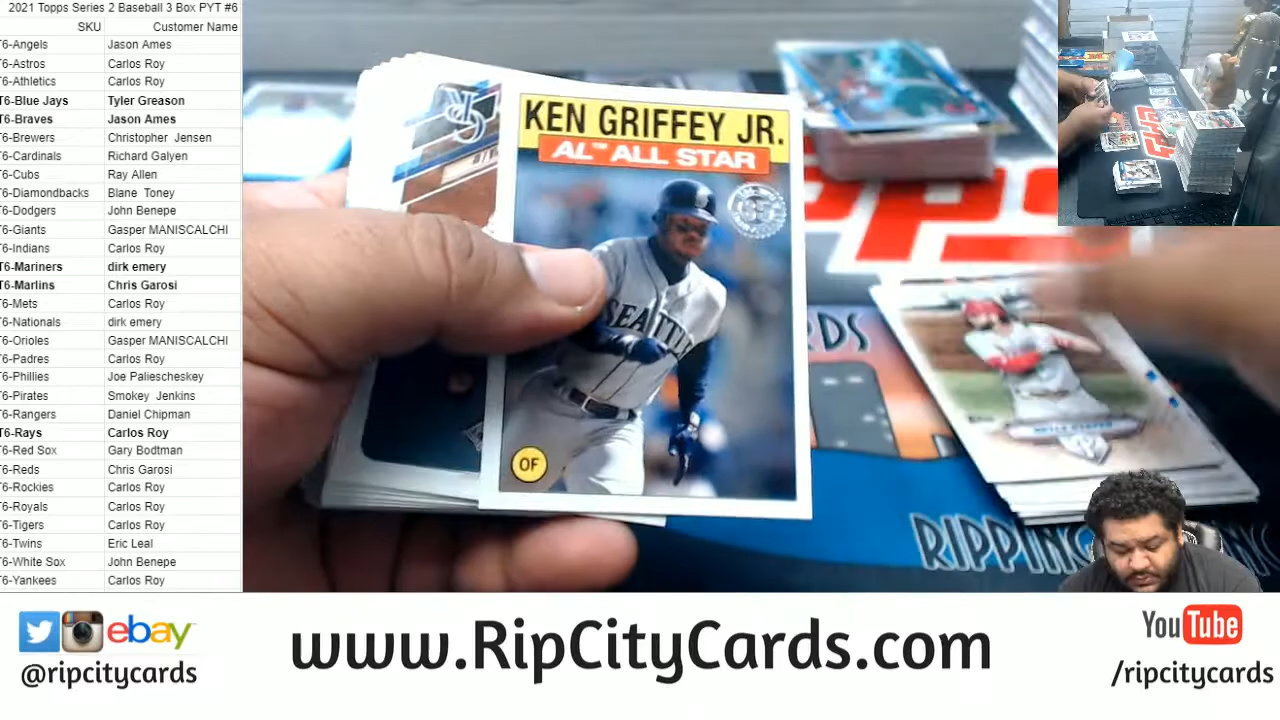 2021 Topps Series 2 Baseball 3 Box PYT #6
SKU Customer Name
T6-Angels Jason Ames
T6-Astros Carlos Roy
T6-Athletics Carlos Roy
T6-Blue Jays Tyler Greason
T6-Braves Jason Ames
T6-Brewers Christopher Jensen
T6-Cardinals Richard Galyen
T6-Cubs Ray Allen
T6-Diamondbacks Blane Toney
T6-Dodgers John Benepe
T6-Giants Gasper MANISCALCHI
T6-Indians Carlos Roy
T6-Mariners dirk emery
T6-Marlins Chris Garosi
T6-Mets Carlos Roy
T6-Nationals dirk emery
T6-Orioles Gasper MANISCALCHI
T6-Padres Carlos Roy
T6-Phillies Joe Paliescheskey
T6-Pirates Smokey Jenkins
T6-Rangers Daniel Chipman
T6-Rays Carlos Roy
T6-Red Sox Gary Bodtman
T6-Reds Chris Garosi
T6-Rockies Carlos Roy
T6-Royals Carlos Roy
T6-Tigers Carlos Roy
T6-Twins Eric Leal
T6-White Sox John Benepe
T6-Yankees Carlos Roy
KEN GRIFFEY JR.
AL™ ALL STAR
SEATTLE
OF
RDS
RIPPING
ebay
@ripcitycards
www.RipCityCards.com
YouTube
/ripcitycards